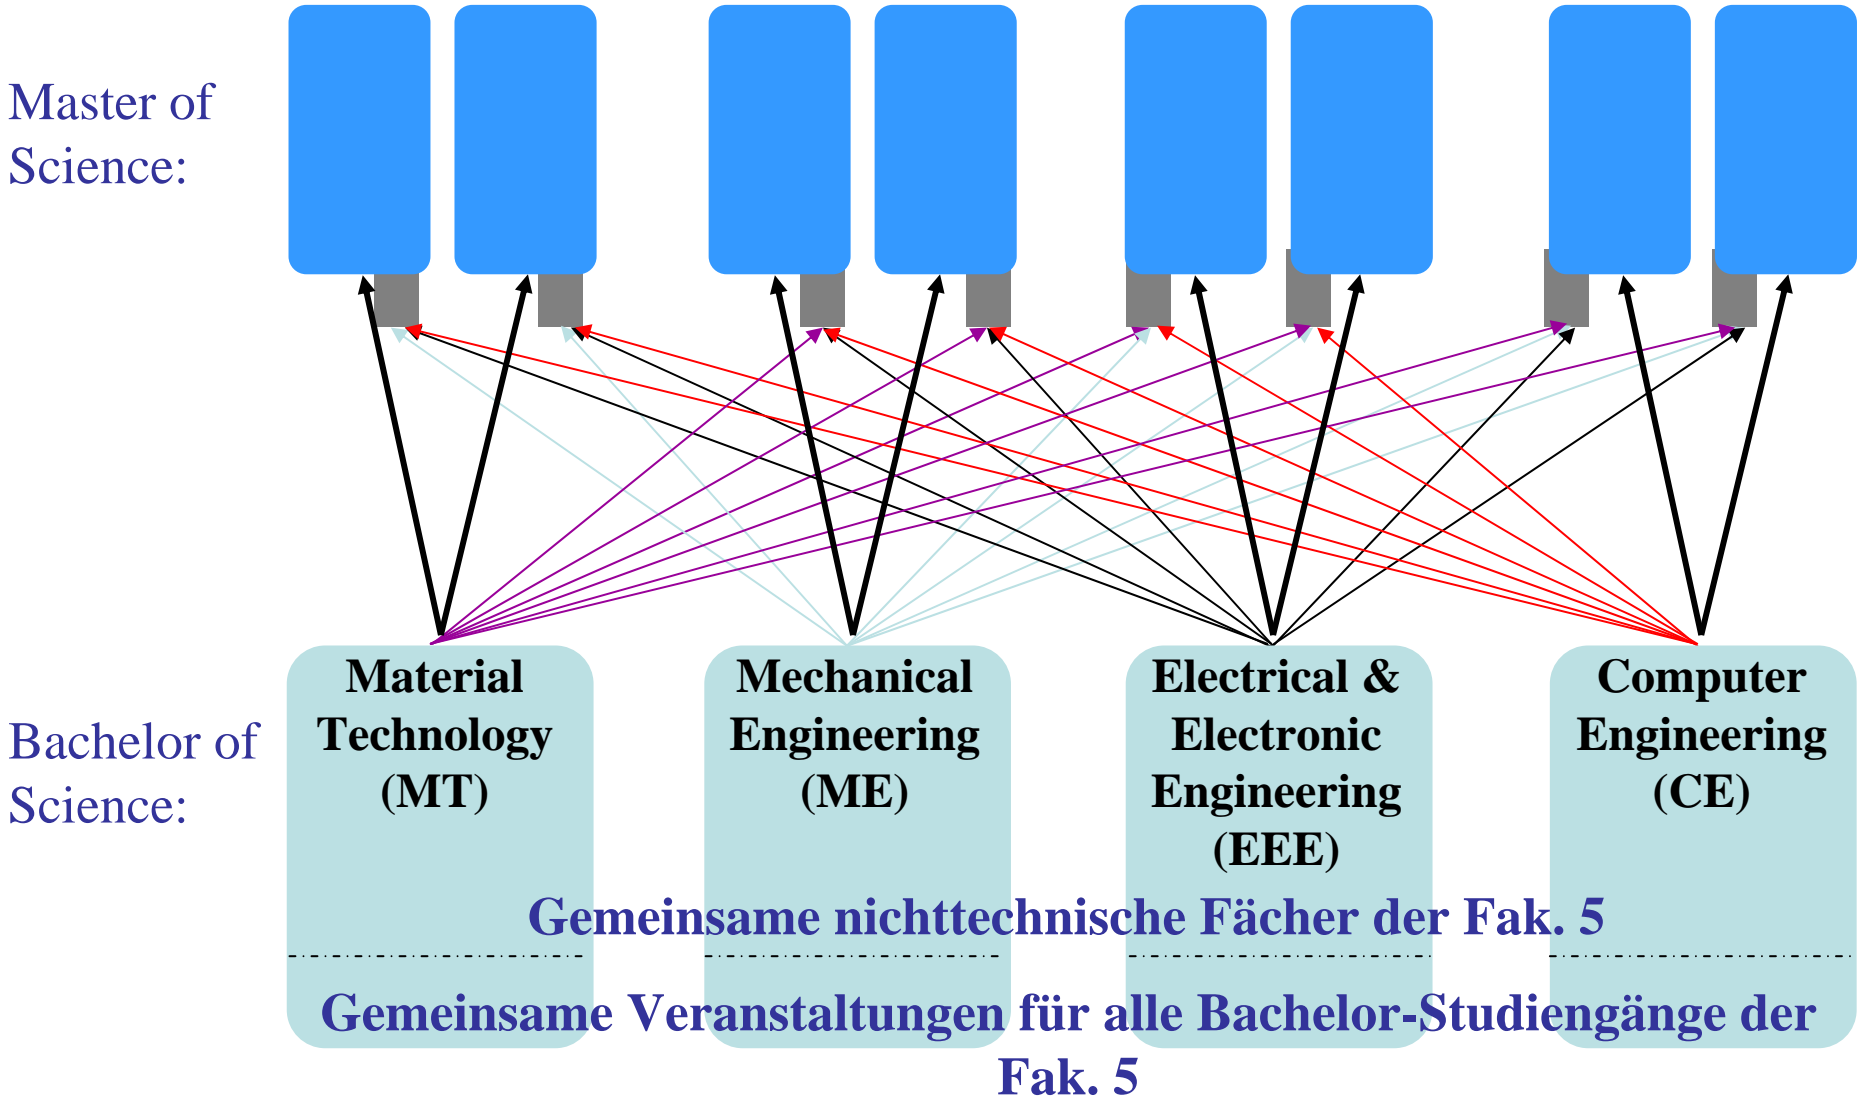 Master of
Science:
Bachelor of
Science:
Material
Technology
(MT)
Mechanical
Engineering
(ME)
Electrical &
Electronic
Engineering
(EEE)
Computer
Engineering
(CE)
Gemeinsame nichttechnische Fächer der Fak. 5
Gemeinsame Veranstaltungen für alle Bachelor-Studiengänge der
Fak. 5